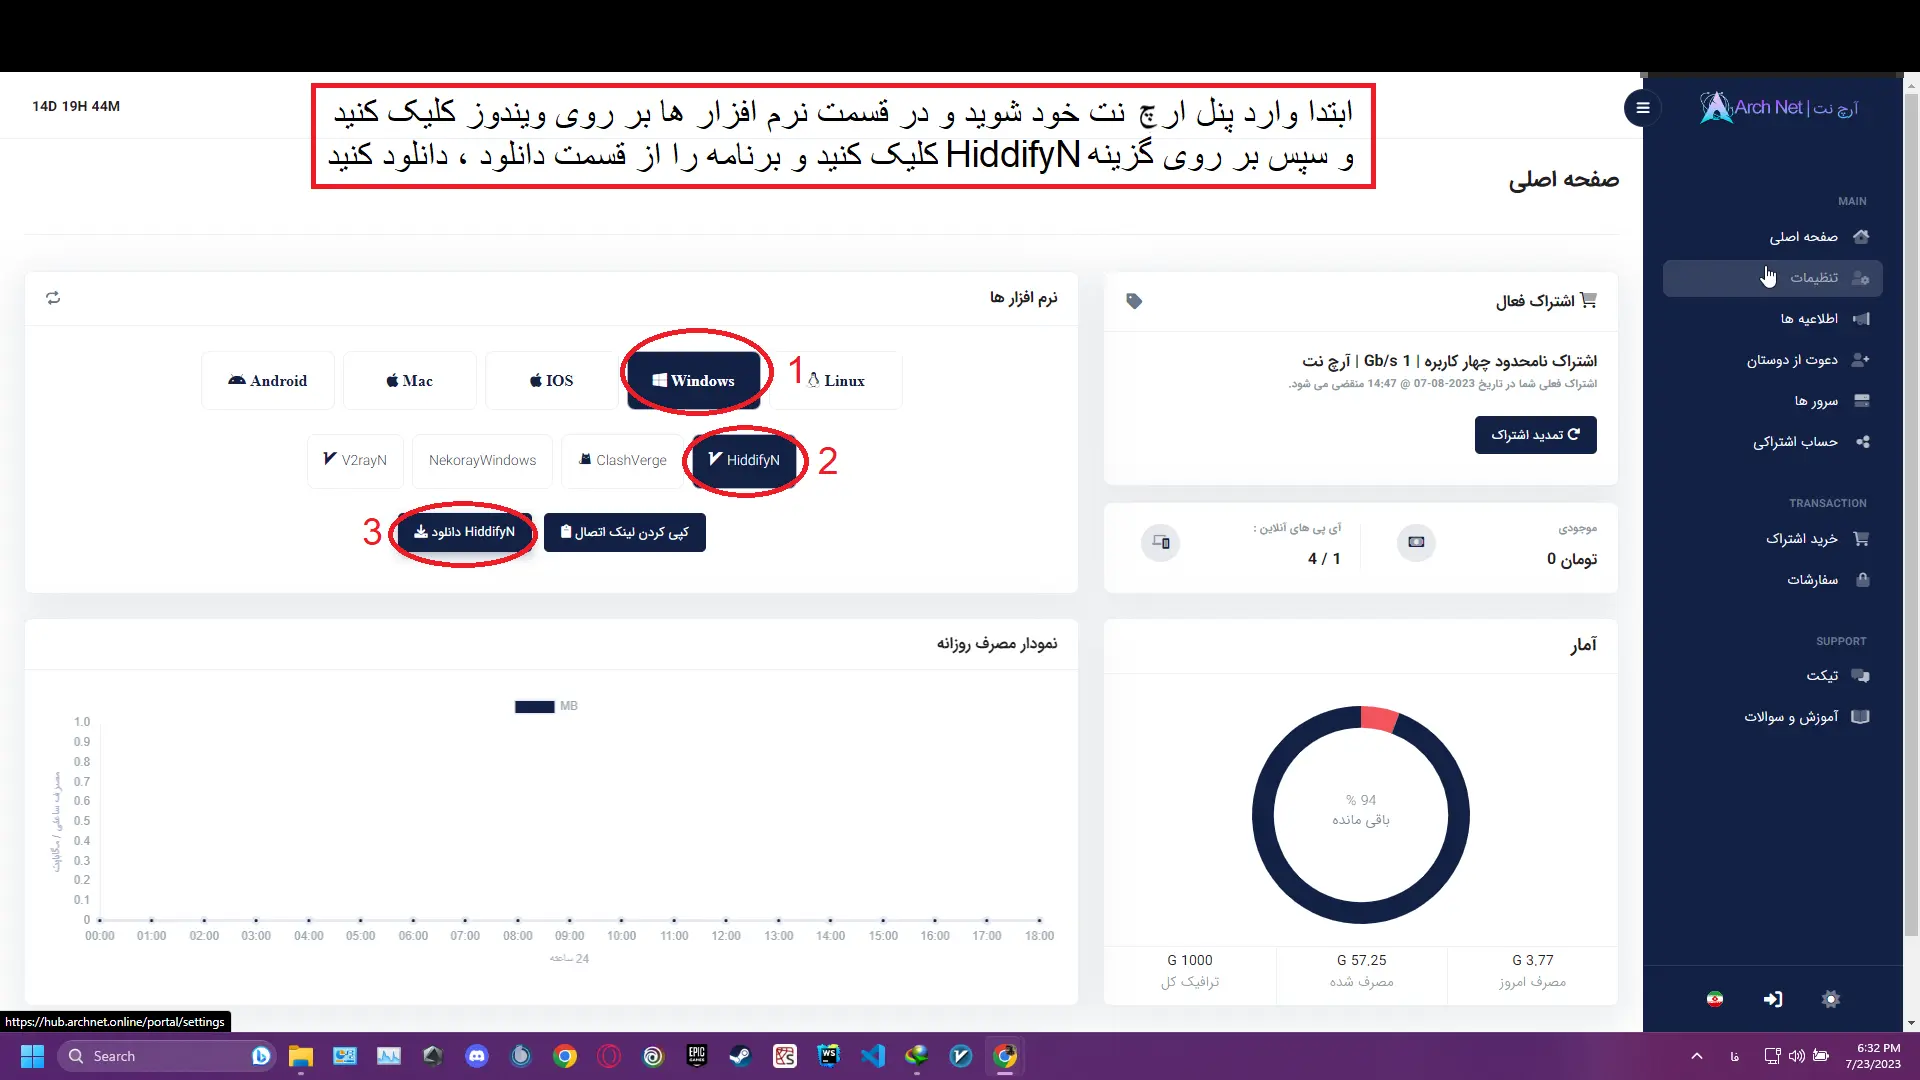 14D 19H 44M
ابتدا وارد پنل ارچ نت خود شوید و در قسمت نرم افزار ها بر روی ویندوز کلیک کنید
و سپس بر روی گزینه HiddifyN کلیک کنید و برنامه را از قسمت دانلود ، دانلود کنید
Arch Net | آرچ نت
صفحه اصلی
MAIN
صفحه اصلی
تنظیمات
اطلاعیه ها
دعوت از دوستان
سرور ها
حساب اشتراکی
TRANSACTION
خرید اشتراک
سفارشات
SUPPORT
تیکت
آموزش و سوالات
اشتراک فعال
اشتراک نامحدود چهار کاربره | 1 Gb/s | آرچ نت
اشتراک فعلی شما در تاریخ 2023-08-07 @ 14:47 منقضی می شود.
تمدید اشتراک
موجودی
0 تومان
آی پی های آنلاین :
4 / 1
نرم افزار ها
Android
Mac
IOS
Windows
1
Linux
V2rayN
NekorayWindows
ClashVerge
HiddifyN
2
3
دانلود HiddifyN
کپی کردن لینک اتصال
نمودار مصرف روزانه
MB
1.0
0.9
0.8
0.7
0.6
0.5
0.4
0.3
0.2
0.1
0
مصرف ساعتی / مگابایت
00:00 01:00 02:00 03:00 04:00 05:00 06:00 07:00 08:00 09:00 10:00 11:00 12:00 13:00 14:00 15:00 16:00 17:00 18:00
24 ساعته
آمار
% 94
باقی مانده
G 3.77
مصرف امروز
G 57.25
مصرف شده
G 1000
ترافیک کل
https://hub.archnet.online/portal/settings
Search
EPIC GAMES
WS
فا
6:32 PM
7/23/2023